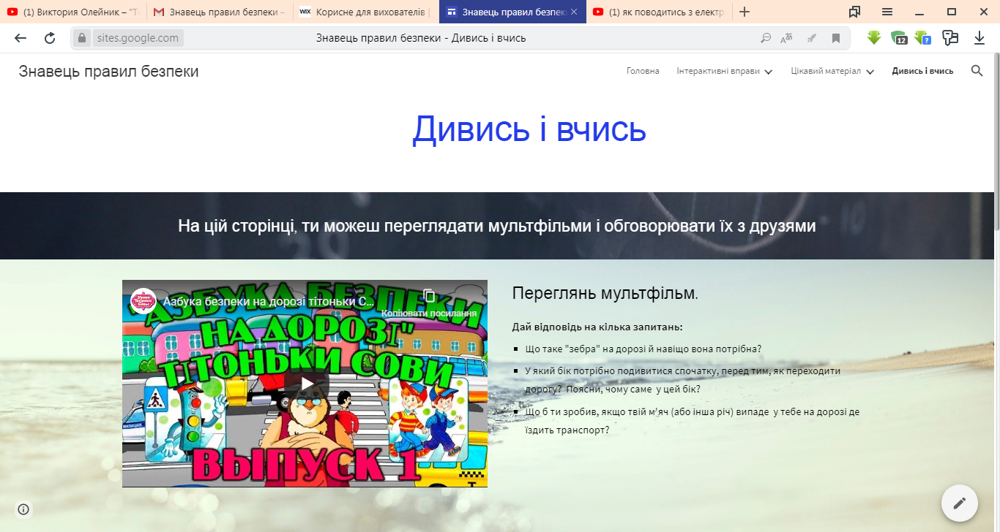 (1) Виктория Олейник – "Т
Знавець правил безпеки –
WIX Корисне для вихователів
Знавець правил безпек
(1) як поводитись з електр
sites.google.com
Знавець правил безпеки - Дивись і вчись
12
?
Знавець правил безпеки
Головна
Інтерактивні вправи
Цікавий матеріал
Дивись і вчись
Дивись і вчись
На цій сторінці, ти можеш переглядати мультфільми і обговорювати їх з друзями
Азбука безпеки на дорозі тітоньки С...
Копіювати посилання
"АЗБУКА БЕЗПЕКИ
НА ДОРОЗІ"
ТІТОНЬКИ СОВИ
МИЛИЦИЯ
ВЫПУСК 1
Переглянь мультфільм.
Дай відповідь на кілька запитань:
Що таке "зебра" на дорозі й навіщо вона потрібна?
У який бік потрібно подивитися спочатку, перед тим, як переходити
дорогу? Поясни, чому саме у цей бік?
Що б ти зробив, якщо твій м'яч (або інша річ) випаде у тебе на дорозі де
їздить транспорт?